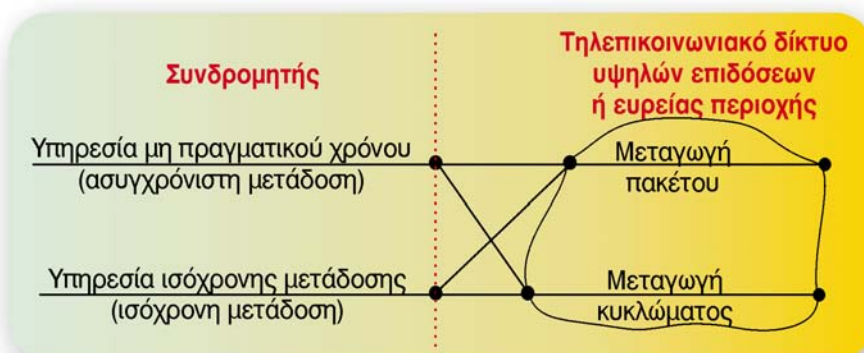 Συνδρομητής
Τηλεπικοινωνιακό δίκτυο
υψηλών επιδόσεων
ή ευρείας περιοχής
Υπηρεσία μη πραγματικού χρόνου
(ασυγχρόνιστη μετάδοση)
Μεταγωγή
πακέτου
Υπηρεσία ισόχρονης μετάδοσης
(ισόχρονη μετάδοση)
Μεταγωγή
κυκλώματος